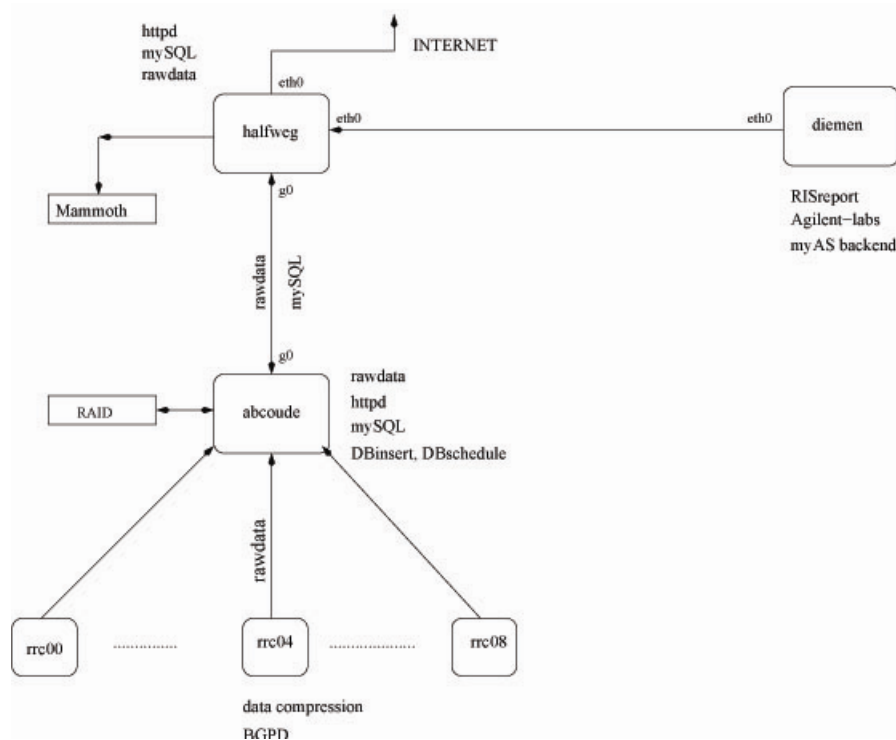 httpd
mySQL
rawdata
INTERNET
eth0
halfweg
eth0
eth0
diemen
Mammoth
g0
RISreport
Agilent-labs
myAS backend
rawdata
mySQL
g0
RAID
abcoude
rawdata
httpd
mySQL
DBinsert, DBschedule
rawdata
rrc00
rrc04
rrc08
data compression
BGPD